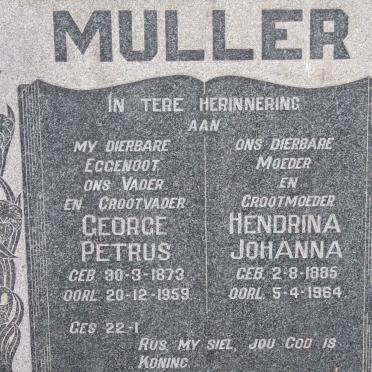 MULLER
IN TERE HERINNERING
AAN
MY DIERBARE
EGGENOOT
ONS VADER
EN GROOTVADER
GEORGE
PETRUS
GEB 30-3-1873
OORL 20-12-1959
ONS DIERBARE
MOEDER
EN
GROOTMOEDER
HENDRINA
JOHANNA
GEB 2-8-1885
OORL 5-4-1964
GES 22-1
RUS MY SIEL, JOU GOD IS
KONING